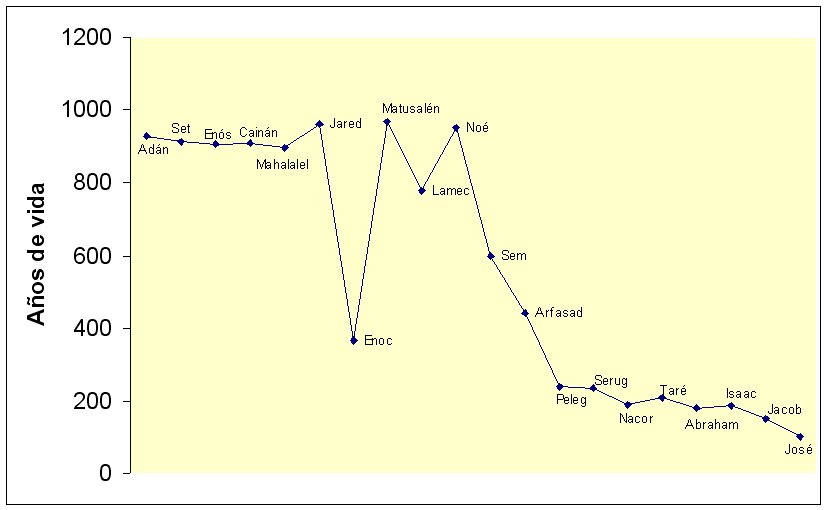 1200
1000
800
600
400
200
0
Años de vida
Adán
Set
Enós
Cainán
Mahalalel
Jared
Enoc
Matusalén
Lamec
Noé
Sem
Arfasad
Peleg
Serug
Nacor
Taré
Abraham
Isaac
Jacob
José